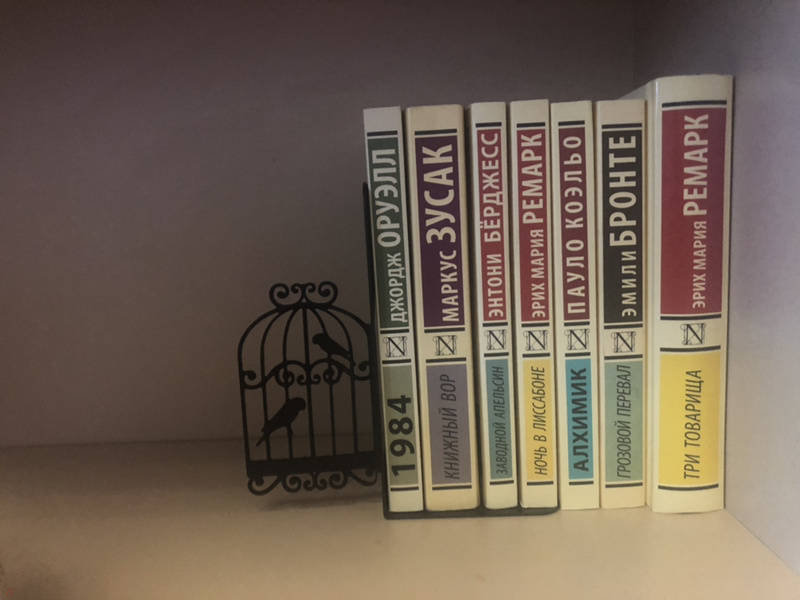 ДЖОРДЖ ОРУЭЛЛ
1984
МАРКУС ЗУСАК
КНИЖНЫЙ ВОР
ЭНТОНИ БЁРДЖЕСС
ЗАВОДНОЙ АПЕЛЬСИН
ЭРИХ МАРИЯ РЕМАРК
НОЧЬ В ЛИССАБОНЕ
ПАУЛО КОЭЛЬО
АЛХИМИК
ЭМИЛИ БРОНТЕ
ГРОЗОВОЙ ПЕРЕВАЛ
ЭРИХ МАРИЯ РЕМАРК
ТРИ ТОВАРИЩА